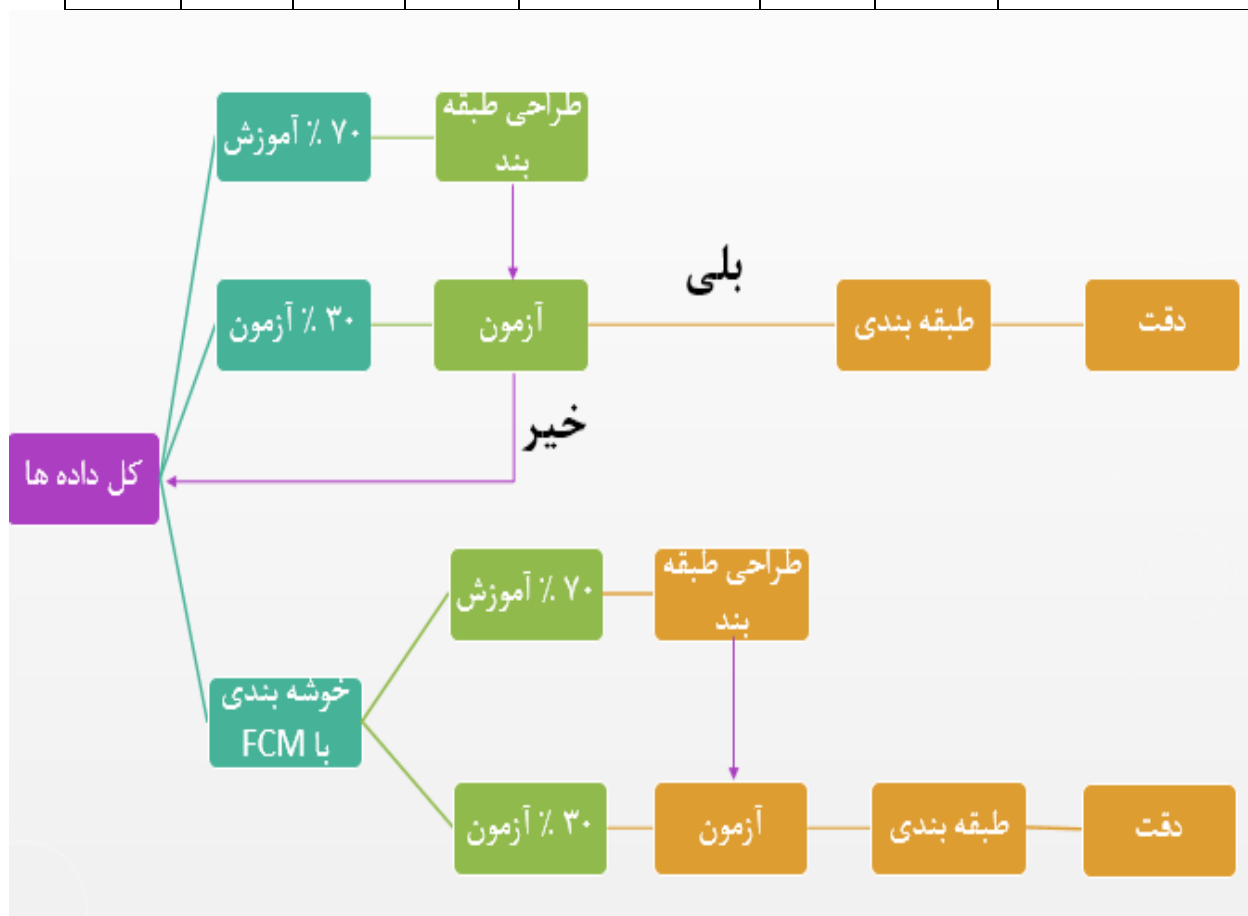 ۷۰ ٪ آموزش
طراحی طبقه
بند
بلی
۳۰ ٪ آزمون
آزمون
طبقه بندی
دقت
خیر
کل داده ها
۷۰ ٪ آموزش
طراحی طبقه
بند
خوشه بندی
با FCM
۳۰ ٪ آزمون
آزمون
طبقه بندی
دقت